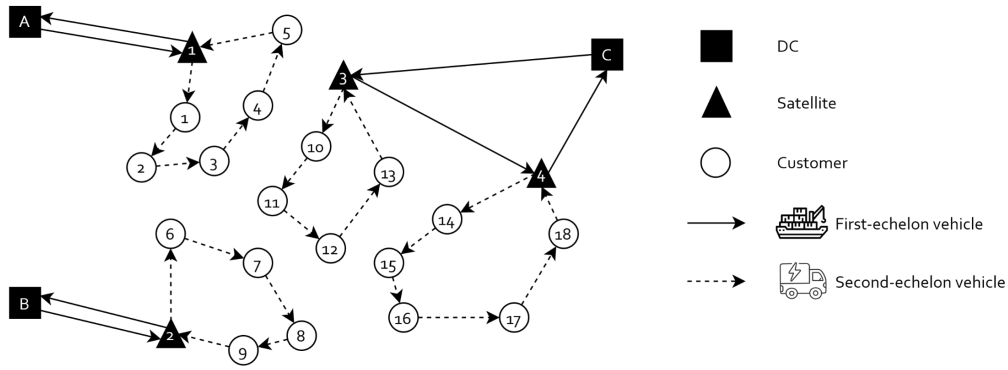 A
1
5
1
4
2
3
3
C
10
13
11
12
4
14
18
15
16
17
6
7
B
2
8
9
DC
Satellite
Customer
First-echelon vehicle
Second-echelon vehicle